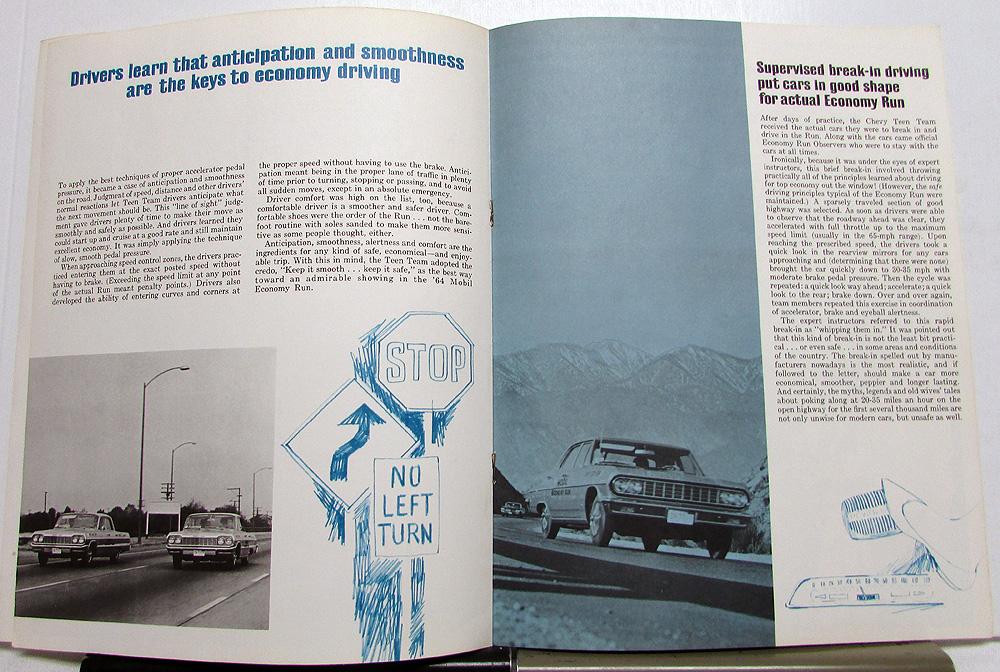 Drivers learn that anticipation and smoothness
are the keys to economy driving
To apply the best techniques of proper accelerator pedal
pressure, it became a case of anticipation and smoothness
on the road. Judgment of speed, distance and other drivers'
normal reactions let Teen Team drivers anticipate what
the next movement should be. This "line of sight" judg-
ment gave drivers plenty of time to make their move as
smoothly and safely as possible. And drivers learned they
could start up and cruise at a good rate and still maintain
excellent economy. It was simply applying the technique
of slow, smooth pedal pressure.
When approaching speed control zones, the drivers prac-
ticed entering them at the exact posted speed without
having to brake. (Exceeding the speed limit at any point
of the actual Run meant penalty points.) Drivers also
developed the ability of entering curves and corners at
the proper speed without having to use the brake. Antici-
pation meant being in the proper lane of traffic in plenty
of time prior to turning, stopping or passing, and to avoid
all sudden moves, except in an absolute emergency.
Driver comfort was high on the list, too, because a
comfortable driver is a smoother and safer driver. Com-
fortable shoes were the order of the Run . . . not the bare-
foot routine with soles sanded to make them more sensi-
tive as some people thought, either.
Anticipation, smoothness, alertness and comfort are the
ingredients for any kind of safe, economical—and enjoy-
able trip. With this in mind, the Teen Team adopted the
credo, "Keep it smooth . . . keep it safe," as the best way
toward an admirable showing in the '64 Mobil
Economy Run.
STOP
NO
LEFT
TURN
ECONOMY RUN
Supervised break-in driving
put cars in good shape
for actual Economy Run
After days of practice, the Chevy Teen Team
received the actual cars they were to break in and
drive in the Run. Along with the cars came official
Economy Run Observers who were to stay with the
cars at all times.
Ironically, because it was under the eyes of expert
instructors, this brief break-in involved throwing
practically all of the principles learned about driving
for top economy out the window! (However, the safe
driving principles typical of the Economy Run were
maintained.) A sparsely traveled section of good
highway was selected. As soon as drivers were able
to observe that the roadway ahead was clear, they
accelerated with full throttle up to the maximum
speed limit (usually in the 65-mph range). Upon
reaching the prescribed speed, the drivers took a
quick look in the rearview mirrors for any cars
approaching and (determining that there were none)
brought the car quickly down to 20-35 mph with
moderate brake pedal pressure. Then the cycle was
repeated: a quick look way ahead; accelerate; a quick
look to the rear; brake down. Over and over again,
team members repeated this exercise in coordination
of accelerator, brake and eyeball alertness.
The expert instructors referred to this rapid
break-in as "whipping them in." It was pointed out
that this kind of break-in is not the least bit practi-
cal . . . or even safe . . . in some areas and conditions
of the country. The break-in spelled out by manu-
facturers nowadays is the most realistic, and if
followed to the letter, should make a car more
economical, smoother, peppier and longer lasting.
And certainly, the myths, legends and old wives' tales
about poking along at 20-35 miles an hour on the
open highway for the first several thousand miles are
not only unwise for modern cars, but unsafe as well.